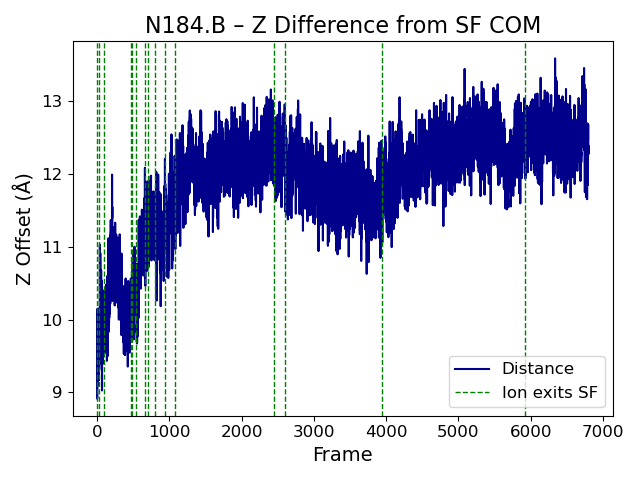 N184.B – Z Difference from SF COM
Z Offset (Å)
13
12
11
10
9
0 1000 2000 3000 4000 5000 6000 7000
Frame
Distance
Ion exits SF